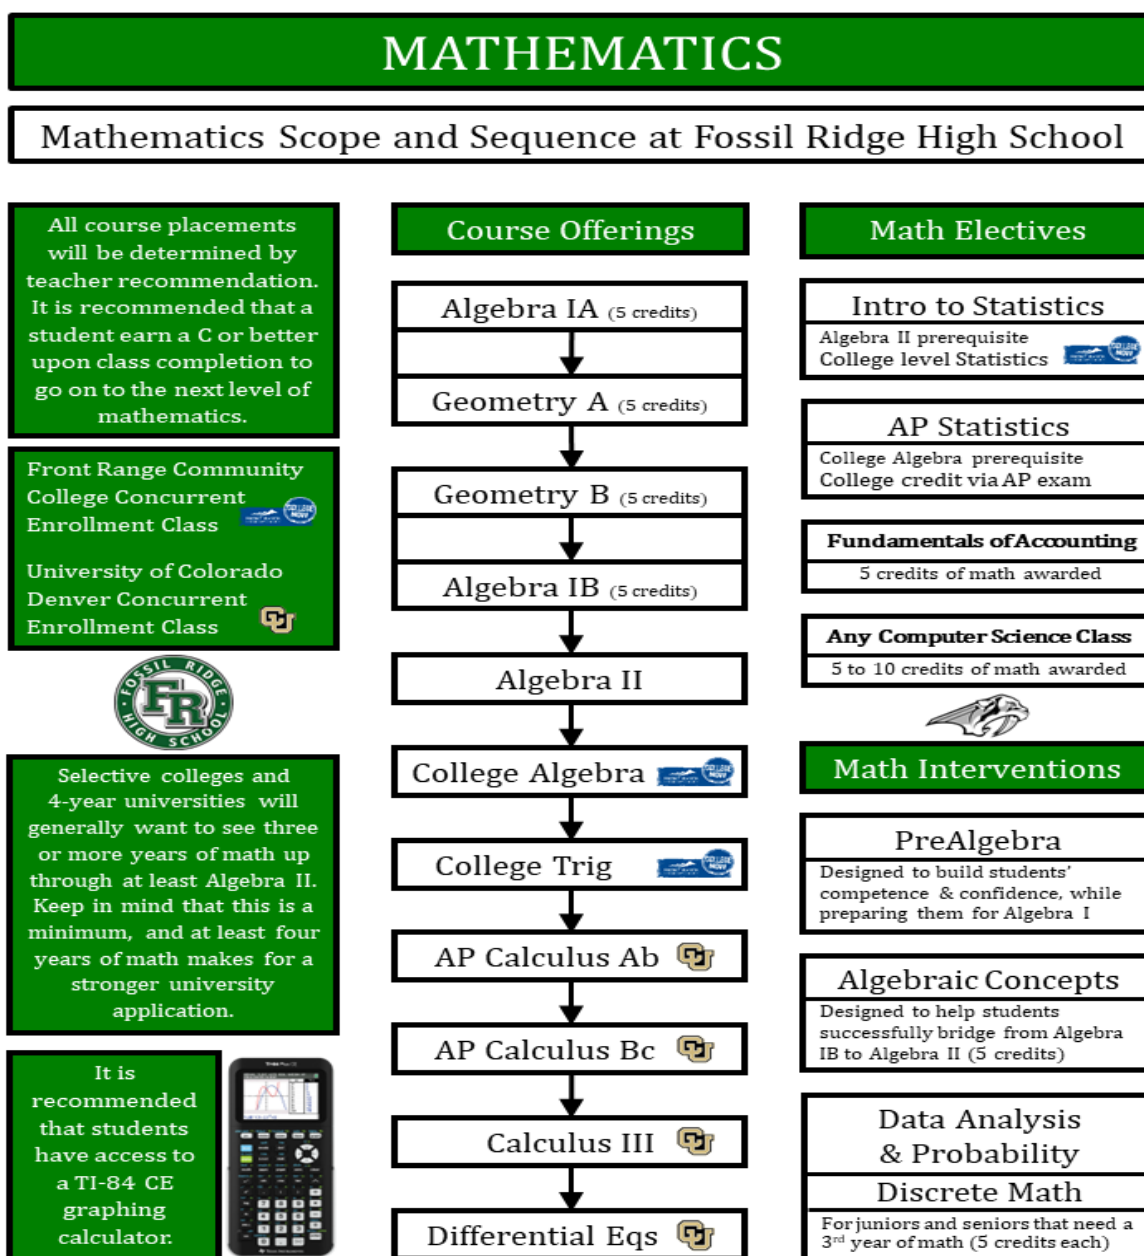 MATHEMATICS
Mathematics Scope and Sequence at Fossil Ridge High School
All course placements
will be determined by
teacher recommendation.
It is recommended that a
student earn a C or better
upon class completion to
go on to the next level of
mathematics.
Front Range Community
College Concurrent
Enrollment Class
University of Colorado
Denver Concurrent
Enrollment Class
FOSSIL RIDGE
FR
HIGH SCHOOL
Selective colleges and
4-year universities will
generally want to see three
or more years of math up
through at least Algebra II.
Keep in mind that this is a
minimum, and at least four
years of math makes for a
stronger university
application.
It is
recommended
that students
have access to
a TI-84 CE
graphing
calculator.
Course Offerings
Algebra IA (5 credits)
Geometry A (5 credits)
Geometry B (5 credits)
Algebra IB (5 credits)
Algebra II
College Algebra
College Trig
AP Calculus Ab
AP Calculus Bc
Calculus III
Differential Eqs
Math Electives
Intro to Statistics
Algebra II prerequisite
College level Statistics
AP Statistics
College Algebra prerequisite
College credit via AP exam
Fundamentals of Accounting
5 credits of math awarded
Any Computer Science Class
5 to 10 credits of math awarded
Math Interventions
PreAlgebra
Designed to build students'
competence & confidence, while
preparing them for Algebra I
Algebraic Concepts
Designed to help students
successfully bridge from Algebra
IB to Algebra II (5 credits)
Data Analysis
& Probability
Discrete Math
For juniors and seniors that need a
3rd year of math (5 credits each)